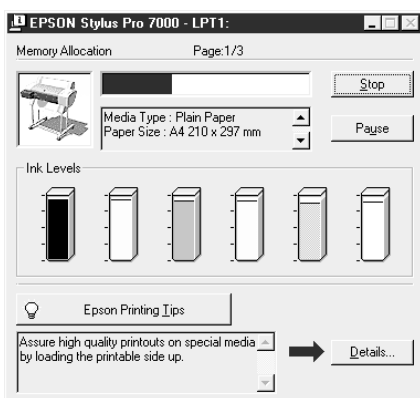 EPSON Stylus Pro 7000 - LPT1:
Memory Allocation Page:1/3
Stop
Media Type : Plain Paper
Paper Size : A4 210 x 297 mm
Pause
Ink Levels
Epson Printing Tips
Assure high quality printouts on special media
by loading the printable side up.
Details...